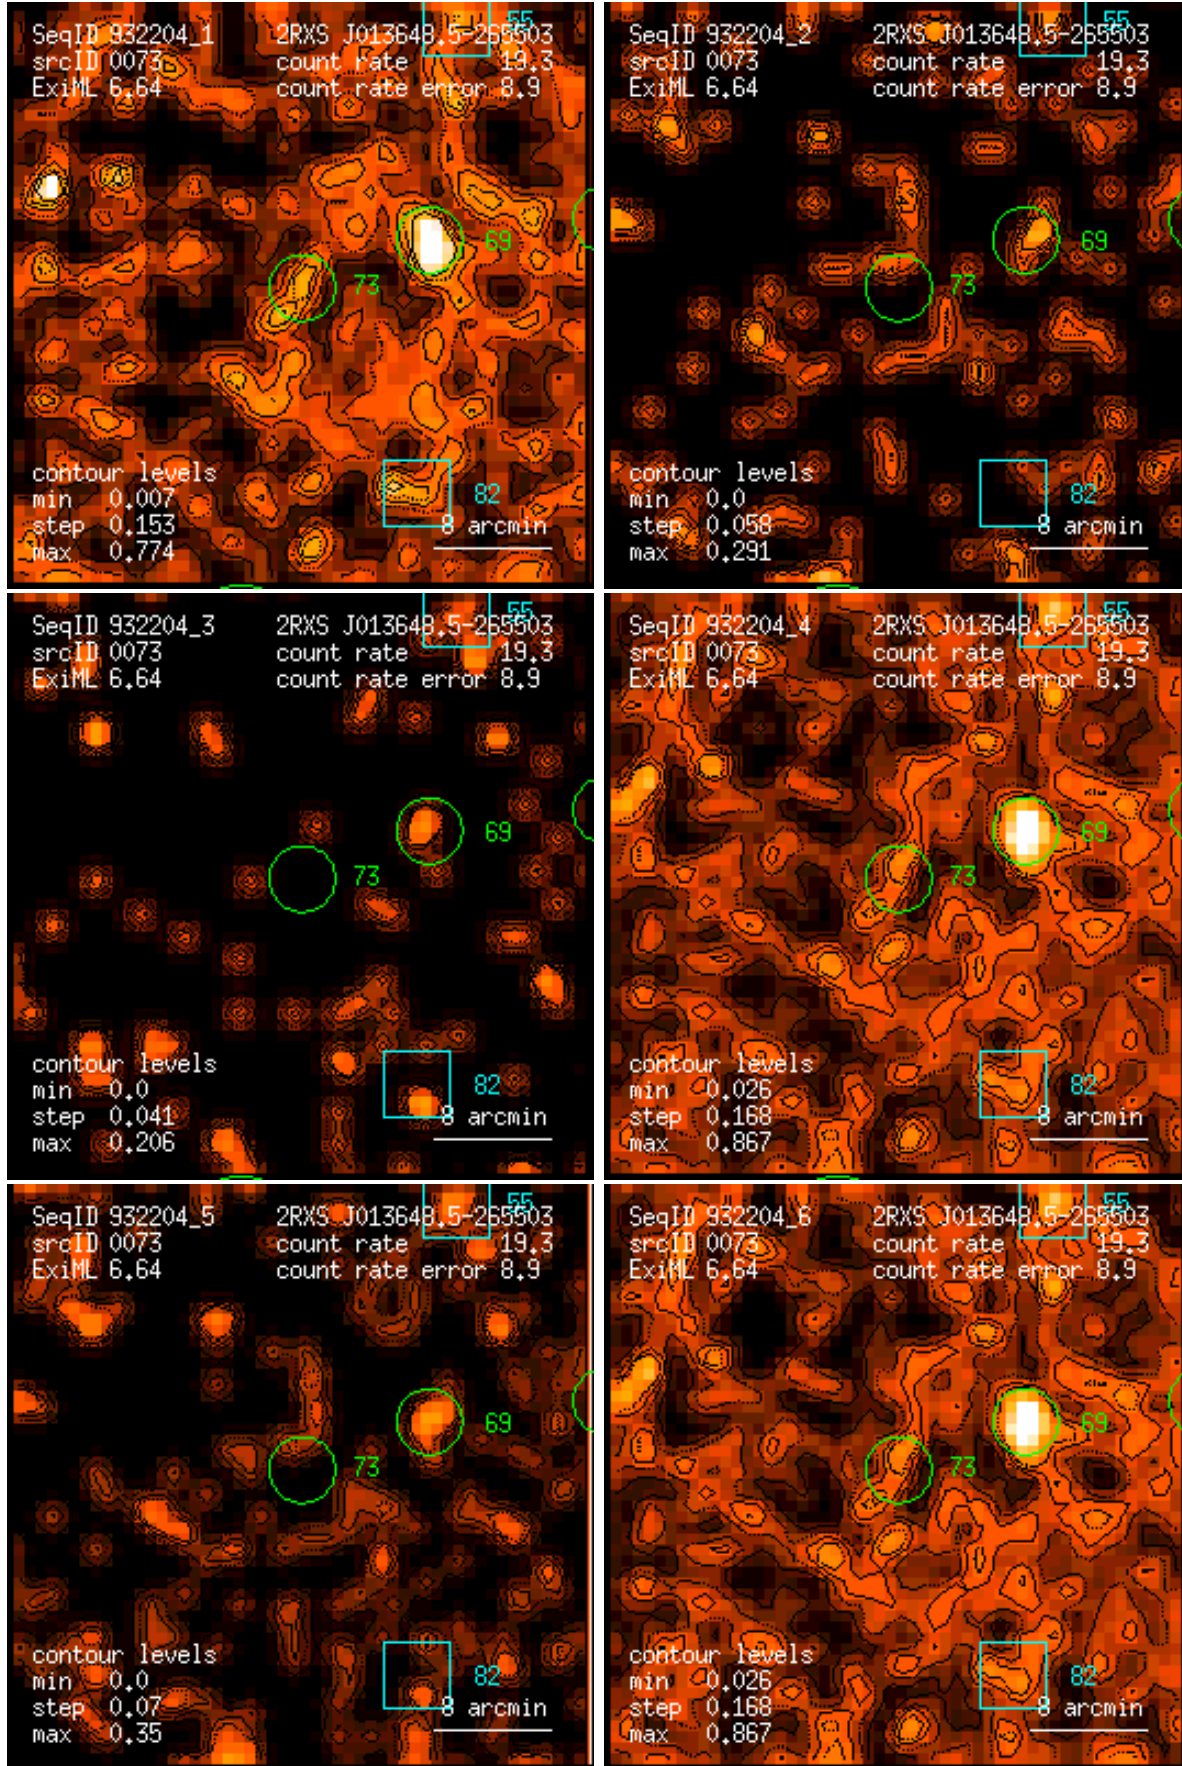 55
SeqID 932204_1 2RXS J013648.5-265503
srcID 0073 count rate 19.3
ExiML 6.64 count rate error 8.9
69
73
contour levels
min 0.007
82
step 0.153 8 arcmin
max 0.774
55
SeqID 932204_2 2RXS J013648.5-265503
srcID 0073 count rate 19.3
ExiML 6.64 count rate error 8.9
69
73
contour levels
min 0.0
82
step 0.058 8 arcmin
max 0.291
55
SeqID 932204_3 2RXS J013648.5-265503
srcID 0073 count rate 19.3
ExiML 6.64 count rate error 8.9
69
73
contour levels
min 0.0
82
step 0.041 8 arcmin
max 0.206
55
SeqID 932204_4 2RXS J013648.5-265503
srcID 0073 count rate 19.3
ExiML 6.64 count rate error 8.9
69
73
contour levels
min 0.026
82
step 0.168 8 arcmin
max 0.867
55
SeqID 932204_5 2RXS J013648.5-265503
srcID 0073 count rate 19.3
ExiML 6.64 count rate error 8.9
69
73
contour levels
min 0.0
82
step 0.07 8 arcmin
max 0.35
55
SeqID 932204_6 2RXS J013648.5-265503
srcID 0073 count rate 19.3
ExiML 6.64 count rate error 8.9
69
73
contour levels
min 0.026
82
step 0.168 8 arcmin
max 0.867